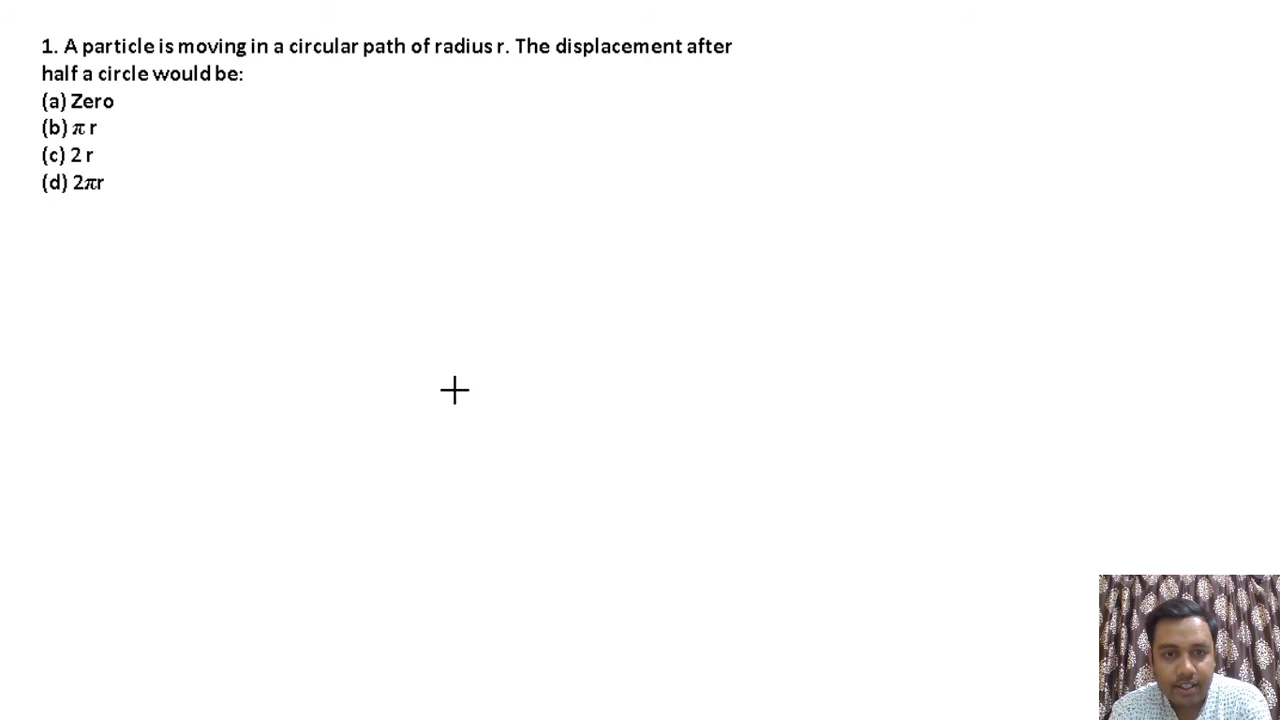 1. A particle is moving in a circular path of radius r. The displacement after
half a circle would be:
(a) Zero
(b) π r
(c) 2 r
(d) 2πr